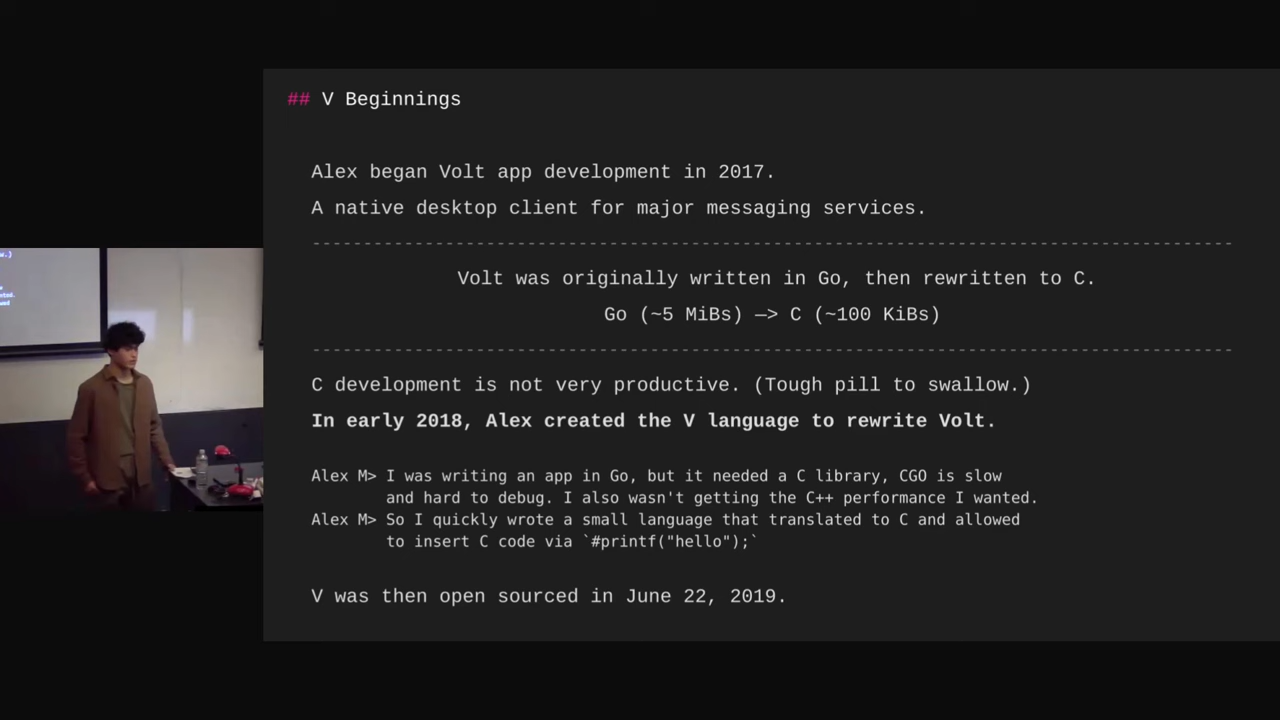 ## V Beginnings
Alex began Volt app development in 2017.
A native desktop client for major messaging services.
Volt was originally written in Go, then rewritten to C.
Go (~5 MiBs) —> C (~100 KiBs)
C development is not very productive. (Tough pill to swallow.)
In early 2018, Alex created the V language to rewrite Volt.
Alex M> I was writing an app in Go, but it needed a C library, CGO is slow
and hard to debug. I also wasn't getting the C++ performance I wanted.
Alex M> So I quickly wrote a small language that translated to C and allowed
to insert C code via `#printf("hello");`
V was then open sourced in June 22, 2019.